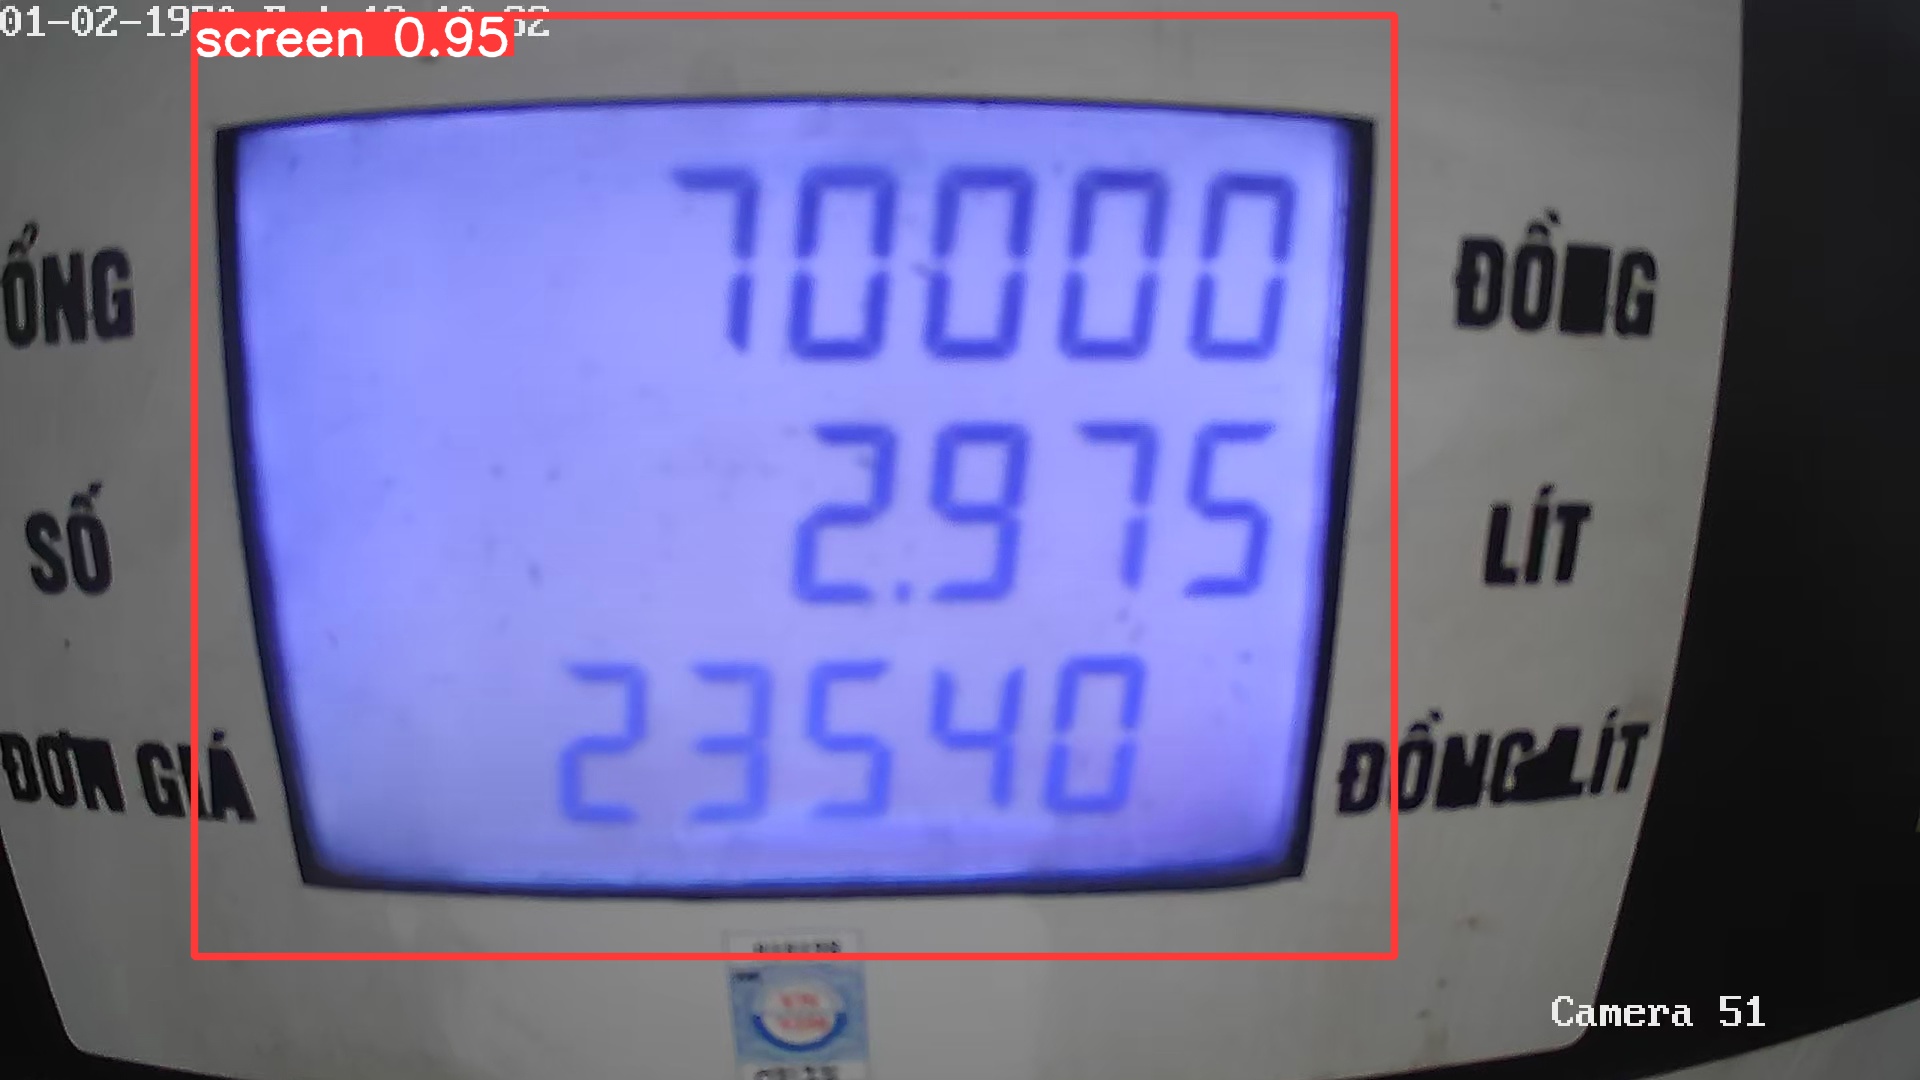 screen 0.95
70000
ỔNG
ĐỒNG
2.975
SỐ
LÍT
23540
ĐƠN GIÁ
ĐỒNG/LÍT
Camera 51